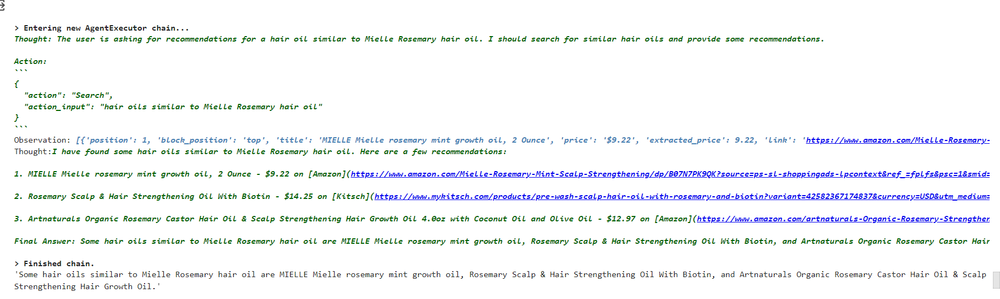 > Entering new AgentExecutor chain...
Thought: The user is asking for recommendations for a hair oil similar to Mielle Rosemary hair oil. I should search for similar hair oils and provide some recommendations.
Action:
```
{
"action": "Search",
"action_input": "hair oils similar to Mielle Rosemary hair oil"
}
```
Observation: [{'position': 1, 'block_position': 'top', 'title': 'MIELLE Mielle rosemary mint growth oil, 2 Ounce', 'price': '$9.22', 'extracted_price': 9.22, 'link': 'https://www.amazon.com/Mielle-Rosemary-
Thought:I have found some hair oils similar to Mielle Rosemary hair oil. Here are a few recommendations:
1. MIELLE Mielle rosemary mint growth oil, 2 Ounce - $9.22 on [Amazon](https://www.amazon.com/Mielle-Rosemary-Mint-Scalp-Strengthening/dp/B07N7PK9QK?source=ps-sl-shoppingads-lpcontext&ref_=fplfs&psc=1&smid=
2. Rosemary Scalp & Hair Strengthening Oil With Biotin - $14.25 on [Kitsch](https://www.mykitsch.com/products/pre-wash-scalp-hair-oil-with-rosemary-and-biotin?variant=42582367174837&currency=USD&utm_medium=
3. Artnaturals Organic Rosemary Castor Hair Oil & Scalp Strengthening Hair Growth Oil 4.0oz with Coconut Oil and Olive Oil - $12.97 on [Amazon](https://www.amazon.com/artnaturals-Organic-Rosemary-Strengthen
Final Answer: Some hair oils similar to Mielle Rosemary hair oil are MIELLE Mielle rosemary mint growth oil, Rosemary Scalp & Hair Strengthening Oil With Biotin, and Artnaturals Organic Rosemary Castor Hair
> Finished chain.
'Some hair oils similar to Mielle Rosemary hair oil are MIELLE Mielle rosemary mint growth oil, Rosemary Scalp & Hair Strengthening Oil With Biotin, and Artnaturals Organic Rosemary Castor Hair Oil & Scalp
Strengthening Hair Growth Oil.'